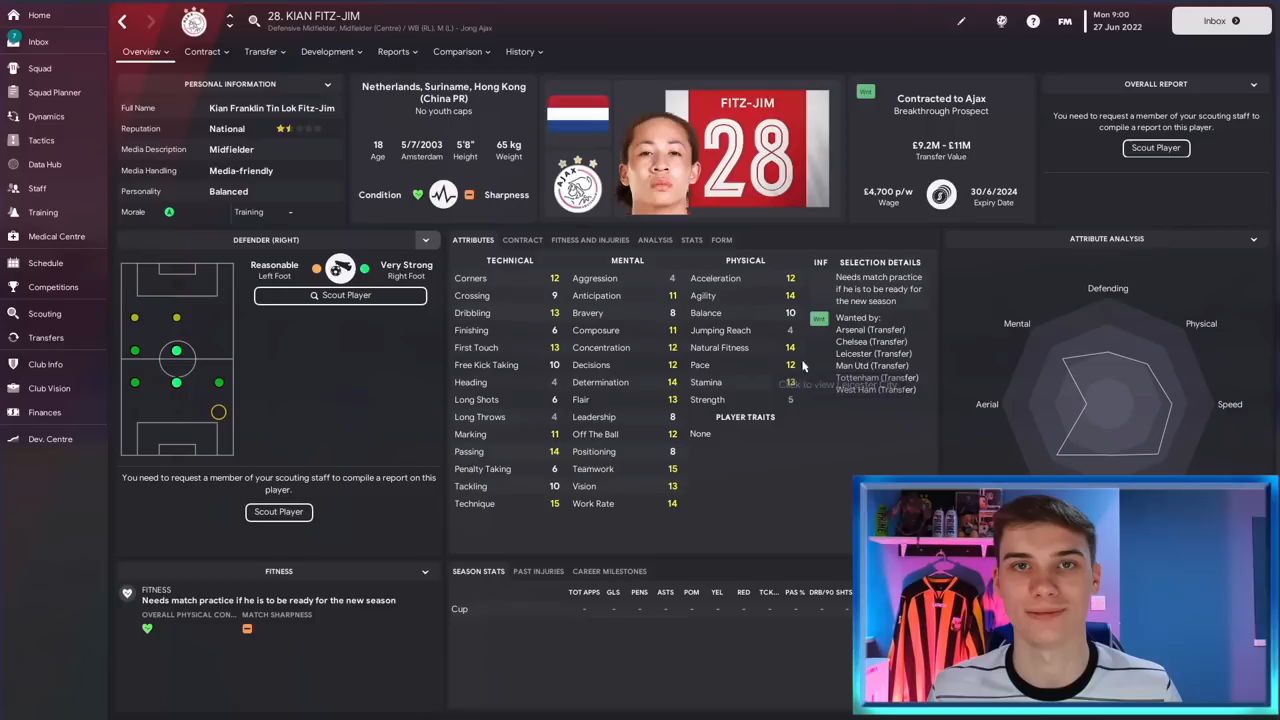 Home
Inbox
Squad
Squad Planner
Dynamics
Tactics
Data Hub
Staff
Training
Medical Centre
Schedule
Competitions
Scouting
Transfers
Club Info
Club Vision
Finances
Dev. Centre
28. KIAN FITZ-JIM
Defensive Midfielder, Midfielder (Centre) / WB (RL), M (L) - Jong Ajax
? FM
Mon 9:00
27 Jun 2022
Inbox
Overview
Contract
Transfer
Development
Reports
Comparison
History
PERSONAL INFORMATION
Full Name Kian Franklin Tin Lok Fitz-Jim
Reputation National
Media Description Midfielder
Media Handling Media-friendly
Personality Balanced
Morale Training -
Netherlands, Suriname, Hong Kong
(China PR)
No youth caps
18 5/7/2003 5'8" 65 kg
Age Amsterdam Height Weight
Condition Sharpness
AJAX
FITZ-JIM
28
Wnt
Contracted to Ajax
Breakthrough Prospect
£9.2M - £11M
Transfer Value
£4,700 p/w 30/6/2024
Wage Expiry Date
OVERALL REPORT
You need to request a member of your scouting staff to
compile a report on this player.
Scout Player
DEFENDER (RIGHT)
Reasonable Very Strong
Left Foot Right Foot
Scout Player
You need to request a member of your scouting staff to compile a report on this
player.
Scout Player
ATTRIBUTES CONTRACT FITNESS AND INJURIES ANALYSIS STATS FORM
TECHNICAL
Corners 12
Crossing 9
Dribbling 13
Finishing 6
First Touch 13
Free Kick Taking 10
Heading 4
Long Shots 6
Long Throws 4
Marking 11
Passing 14
Penalty Taking 6
Tackling 10
Technique 15
MENTAL
Aggression 4
Anticipation 11
Bravery 8
Composure 11
Concentration 12
Decisions 12
Determination 14
Flair 13
Leadership 8
Off The Ball 12
Positioning 8
Teamwork 15
Vision 13
Work Rate 14
PHYSICAL
Acceleration 12
Agility 14
Balance 10
Jumping Reach 4
Natural Fitness 14
Pace 12
Stamina 13
Strength 5
PLAYER TRAITS
None
INF SELECTION DETAILS
Needs match practice
if he is to be ready for
the new season
Wnt
Wanted by:
Arsenal (Transfer)
Chelsea (Transfer)
Leicester (Transfer)
Man Utd (Transfer)
Tottenham (Transfer)
West Ham (Transfer)
ATTRIBUTE ANALYSIS
Defending
Mental Physical
Aerial Speed
FITNESS
FITNESS
Needs match practice if he is to be ready for the new season
OVERALL PHYSICAL CON... MATCH SHARPNESS
SEASON STATS PAST INJURIES CAREER MILESTONES
TOT APPS GLS PENS ASTS POM YEL RED TCK... PAS % DRB/90 SHTS
Cup - - - - - - - - - - -